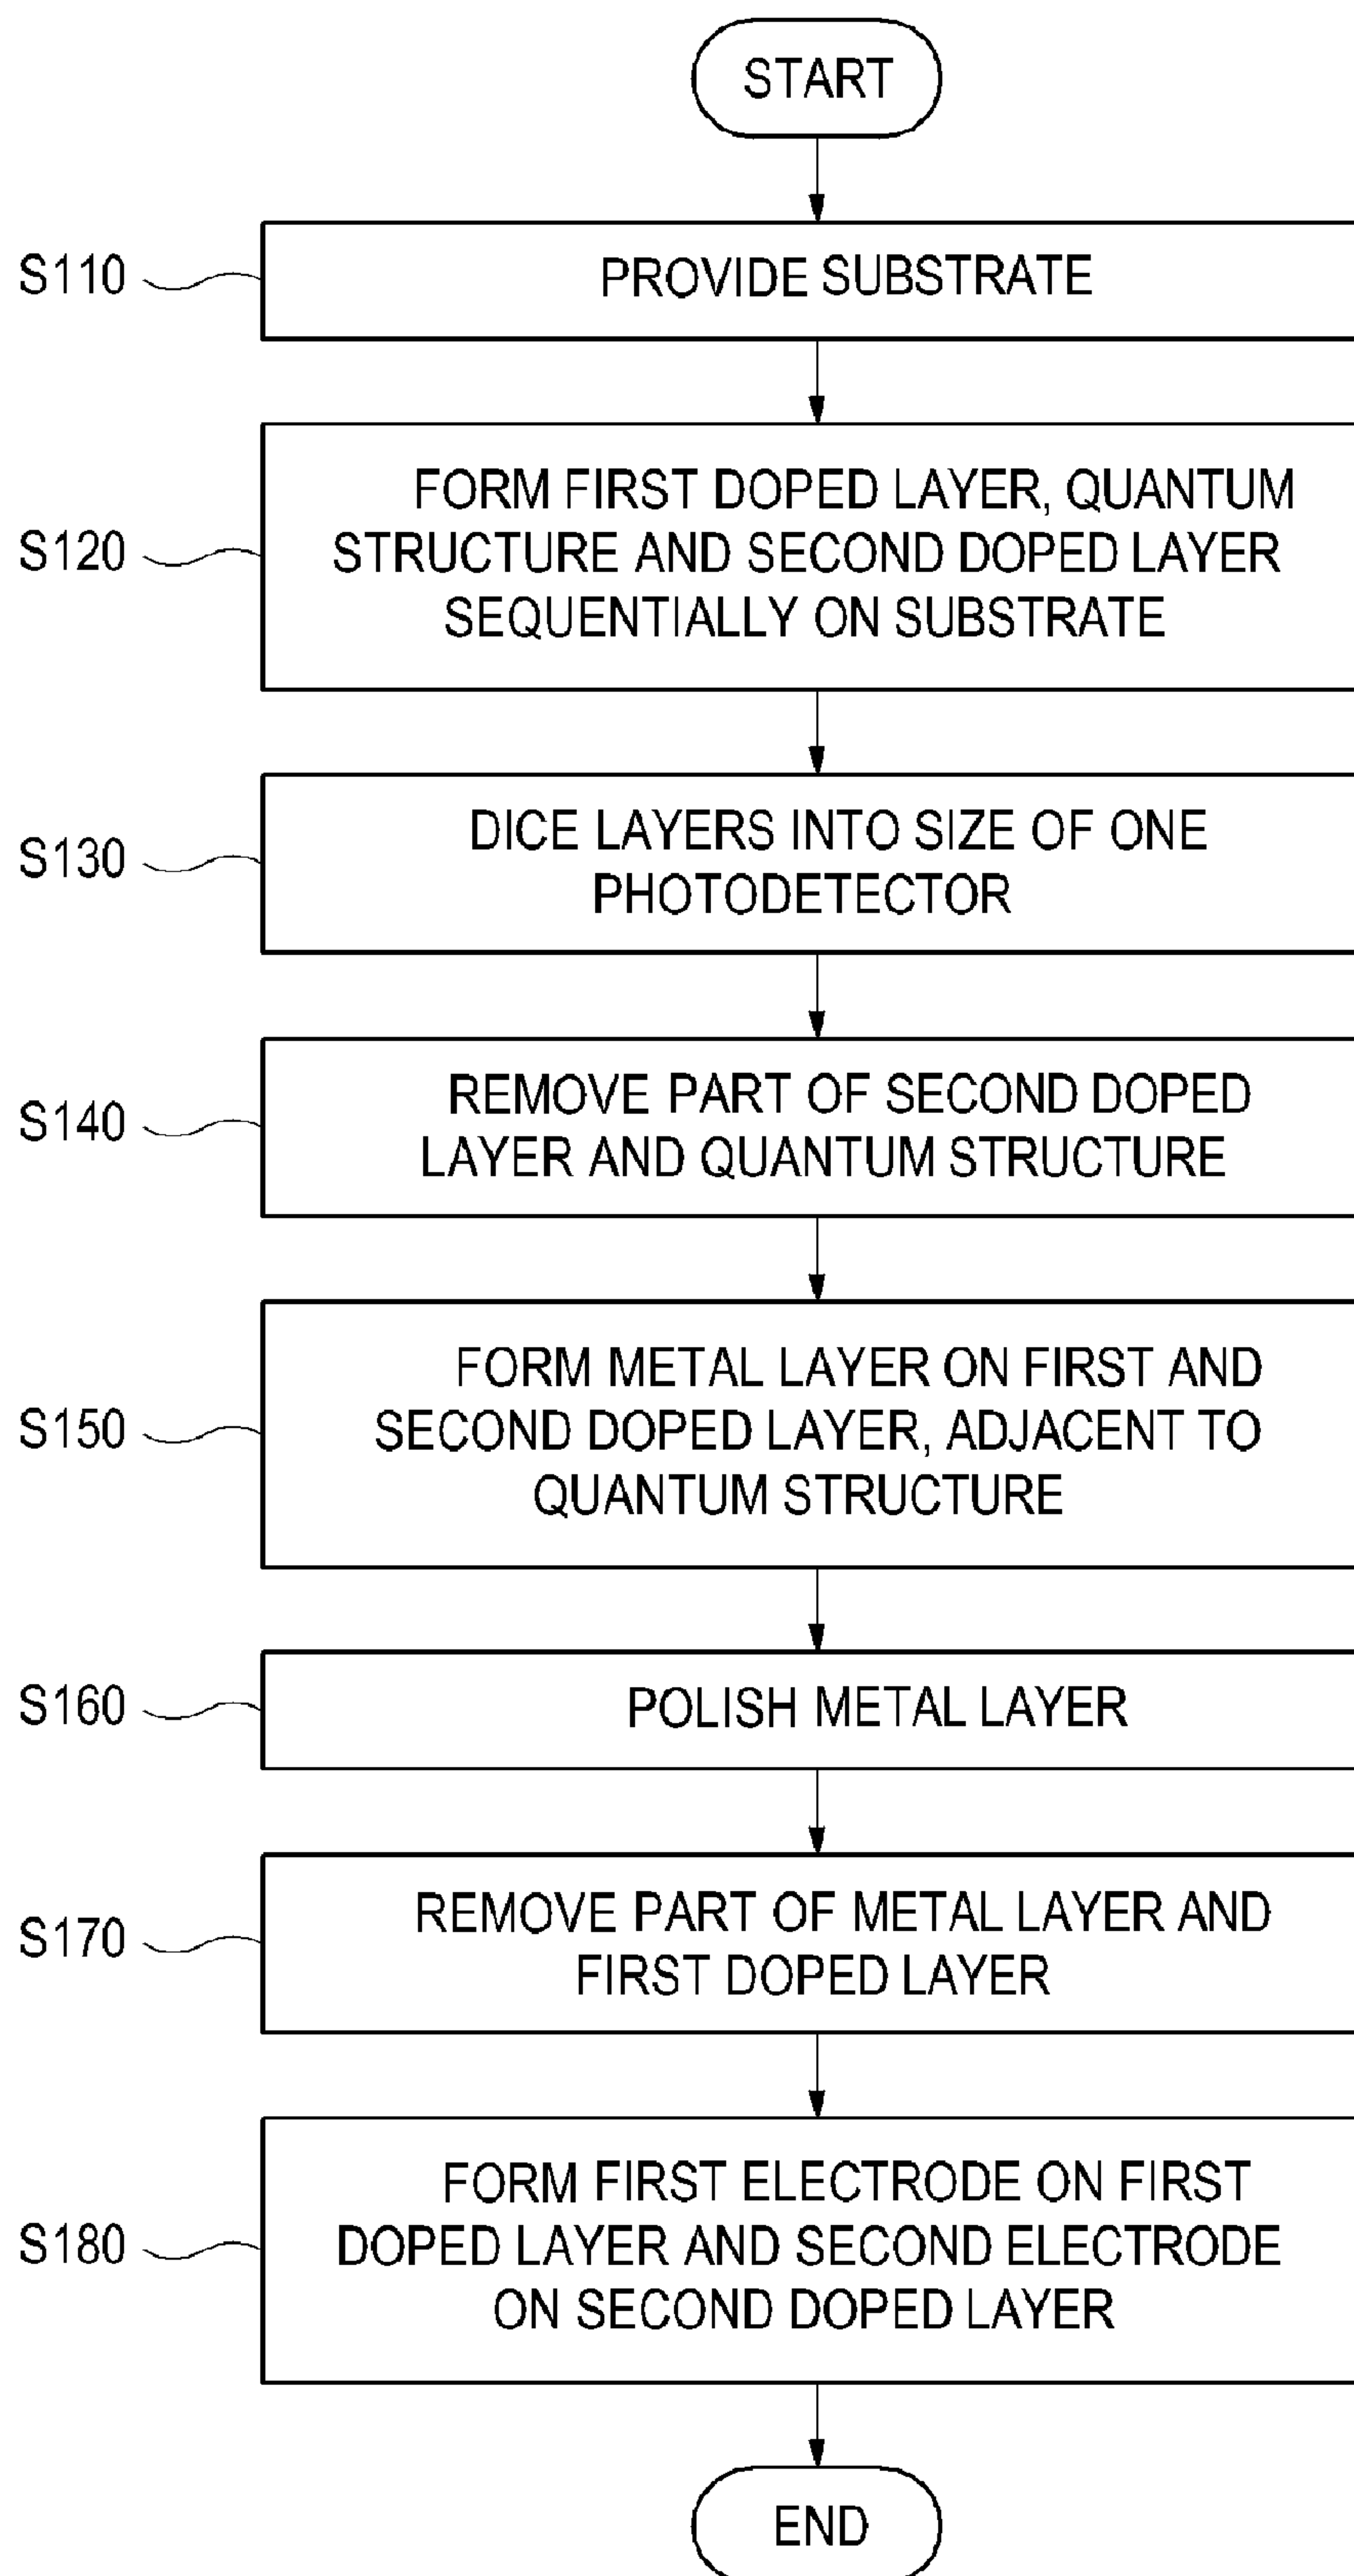 START
S110
PROVIDE SUBSTRATE
S120
FORM FIRST DOPED LAYER, QUANTUM
STRUCTURE AND SECOND DOPED LAYER
SEQUENTIALLY ON SUBSTRATE
S130
DICE LAYERS INTO SIZE OF ONE
PHOTODETECTOR
S140
REMOVE PART OF SECOND DOPED
LAYER AND QUANTUM STRUCTURE
S150
FORM METAL LAYER ON FIRST AND
SECOND DOPED LAYER, ADJACENT TO
QUANTUM STRUCTURE
S160
POLISH METAL LAYER
S170
REMOVE PART OF METAL LAYER AND
FIRST DOPED LAYER
S180
FORM FIRST ELECTRODE ON FIRST
DOPED LAYER AND SECOND ELECTRODE
ON SECOND DOPED LAYER
END